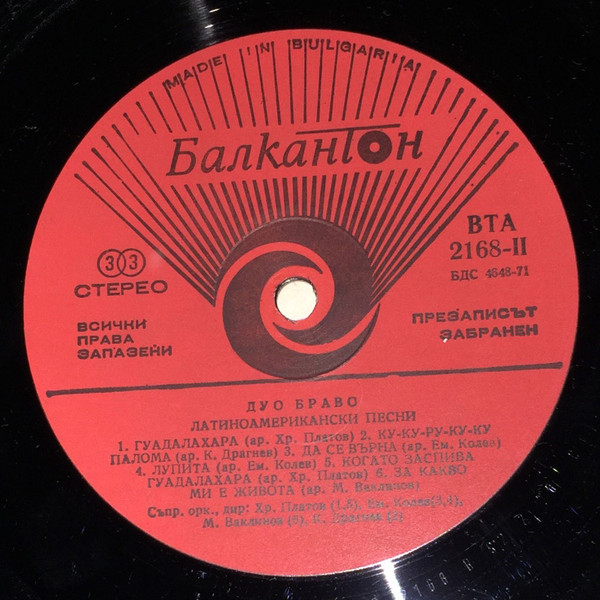 MADE IN BULGARIA
БалканТон
ВТА
2168-II
БДС 4648-71
33
СТЕРЕО
ВСИЧКИ
ПРАВА
ЗАПАЗЕНИ
ПРЕЗАПИСЪТ
ЗАБРАНЕН
ДУО БРАВО
ЛАТИНОАМЕРИКАНСКИ ПЕСНИ
1. ГУАДАЛАХАРА (ар. Хр. Платов) 2. КУ-КУ-РУ-КУ-КУ
ПАЛОМА (ар. К. Драгнев) 3. ДА СЕ ВЪРНА (ар. Ем. Колев)
4. ЛУПИТА (ар. Ем. Колев) 5. КОГАТО ЗАСПИВА
ГУАДАЛАХАРА (ар. Хр. Платов) 6. ЗА КАКВО
МИ Е ЖИВОТА (ар. М. Ваклинов)
Съпр. орк., дир: Хр. Платов (1,5), Ем. Колев(3,4),
М. Ваклинов (6), К. Драгнев (2)